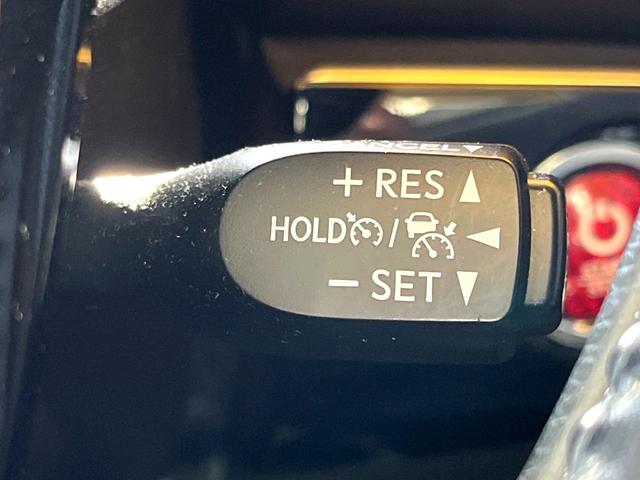 CANCEL
+ RES
HOLD /
− SET